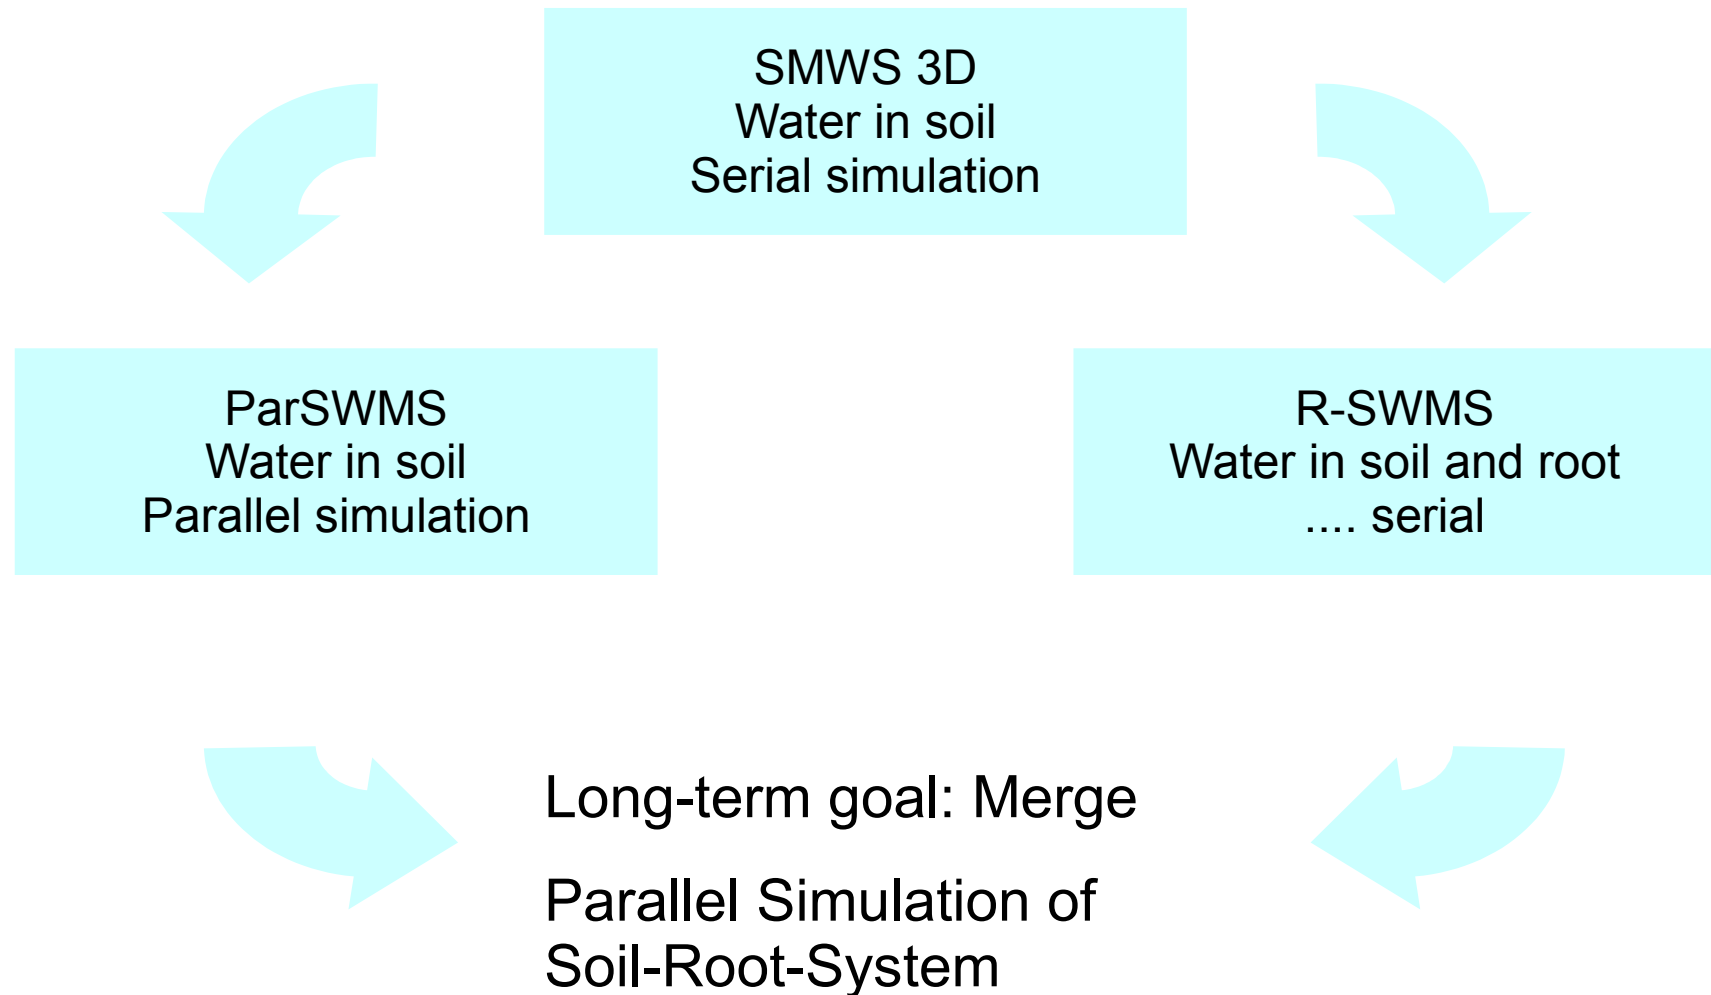 SMWS 3D
Water in soil
Serial simulation
ParSWMS
Water in soil
Parallel simulation
R-SWMS
Water in soil and root
.... serial
Long-term goal: Merge
Parallel Simulation of
Soil-Root-System